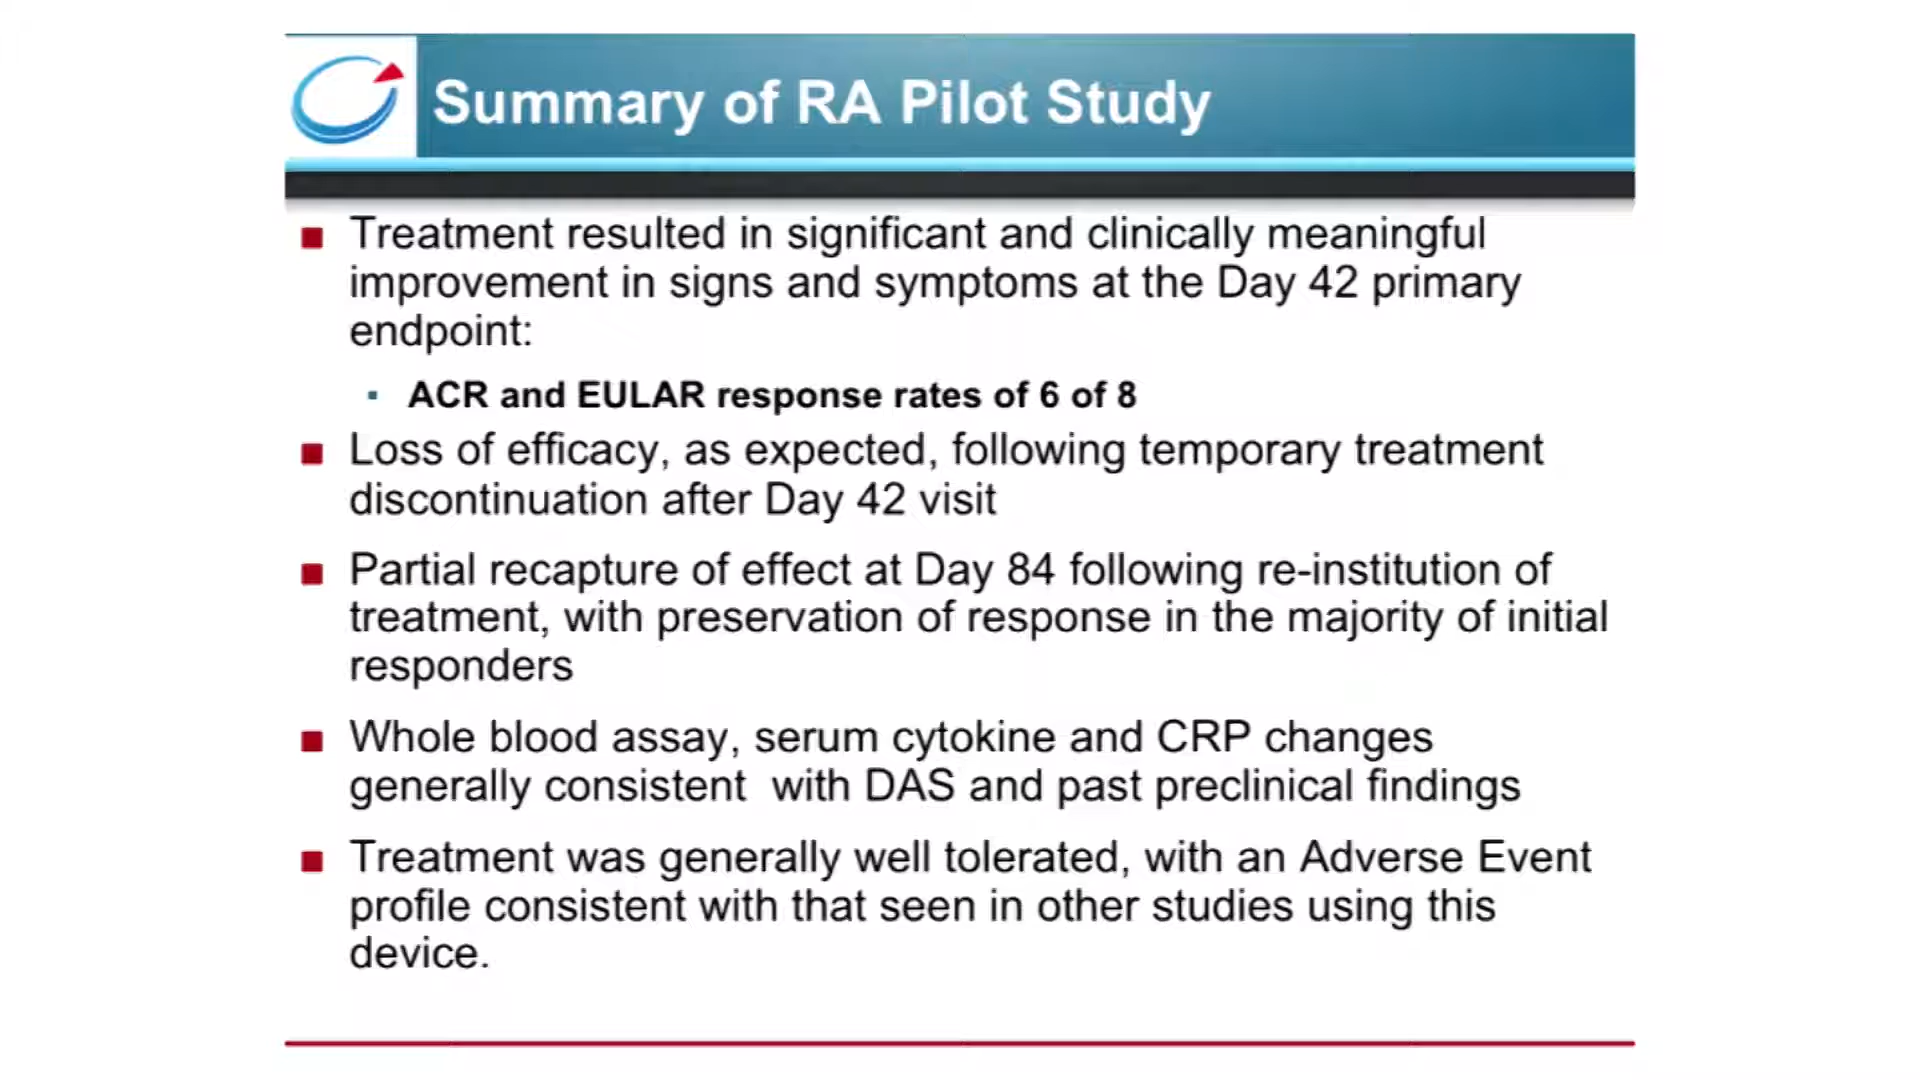 Summary of RA Pilot Study
Treatment resulted in significant and clinically meaningful
improvement in signs and symptoms at the Day 42 primary
endpoint:
ACR and EULAR response rates of 6 of 8
Loss of efficacy, as expected, following temporary treatment
discontinuation after Day 42 visit
Partial recapture of effect at Day 84 following re-institution of
treatment, with preservation of response in the majority of initial
responders
Whole blood assay, serum cytokine and CRP changes
generally consistent  with DAS and past preclinical findings
Treatment was generally well tolerated, with an Adverse Event
profile consistent with that seen in other studies using this
device.